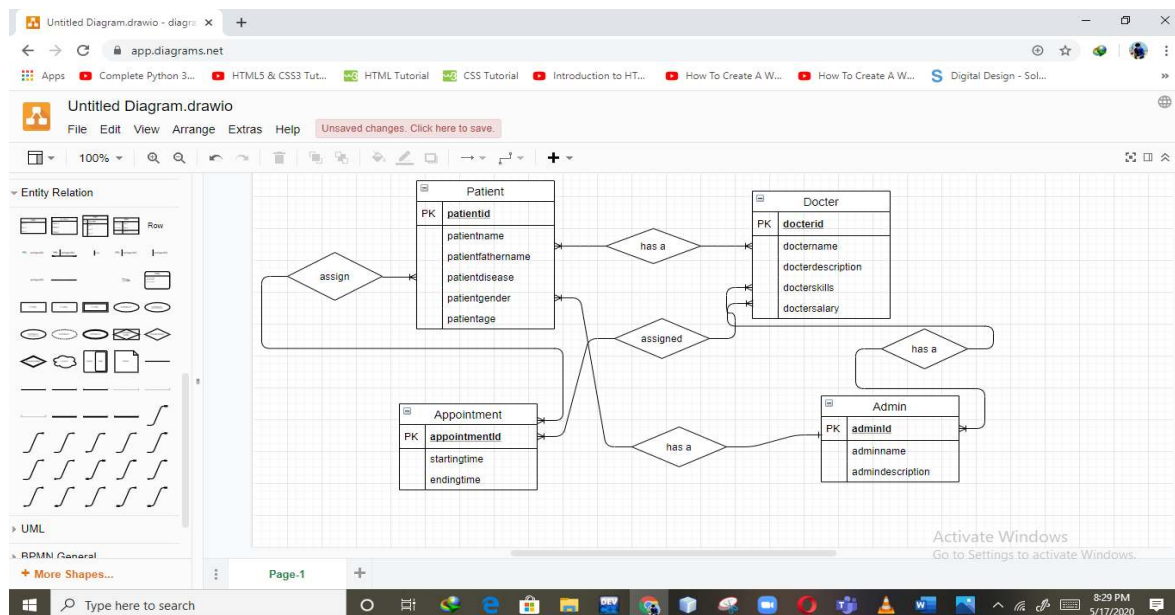 Untitled Diagram.drawio - diagra
app.diagrams.net
Apps Complete Python 3... HTML5 & CSS3 Tut... HTML Tutorial CSS Tutorial Introduction to HT... How To Create A W... How To Create A W... Digital Design - Sol...
Untitled Diagram.drawio
File Edit View Arrange Extras Help Unsaved changes. Click here to save.
100%
Entity Relation
Row
Title
Patient
PK patientid
patientname
patientfathername
patientdisease
patientgender
patientage
Docter
PK docterid
doctername
docterdescription
docterskills
doctersalary
has a
assign
assigned
has a
Appointment
PK appointmentId
startingtime
endingtime
has a
Admin
PK adminId
adminname
admindescription
UML
BPMN General
+ More Shapes...
Page-1
Activate Windows
Go to Settings to activate Windows.
Type here to search
8:29 PM
5/17/2020